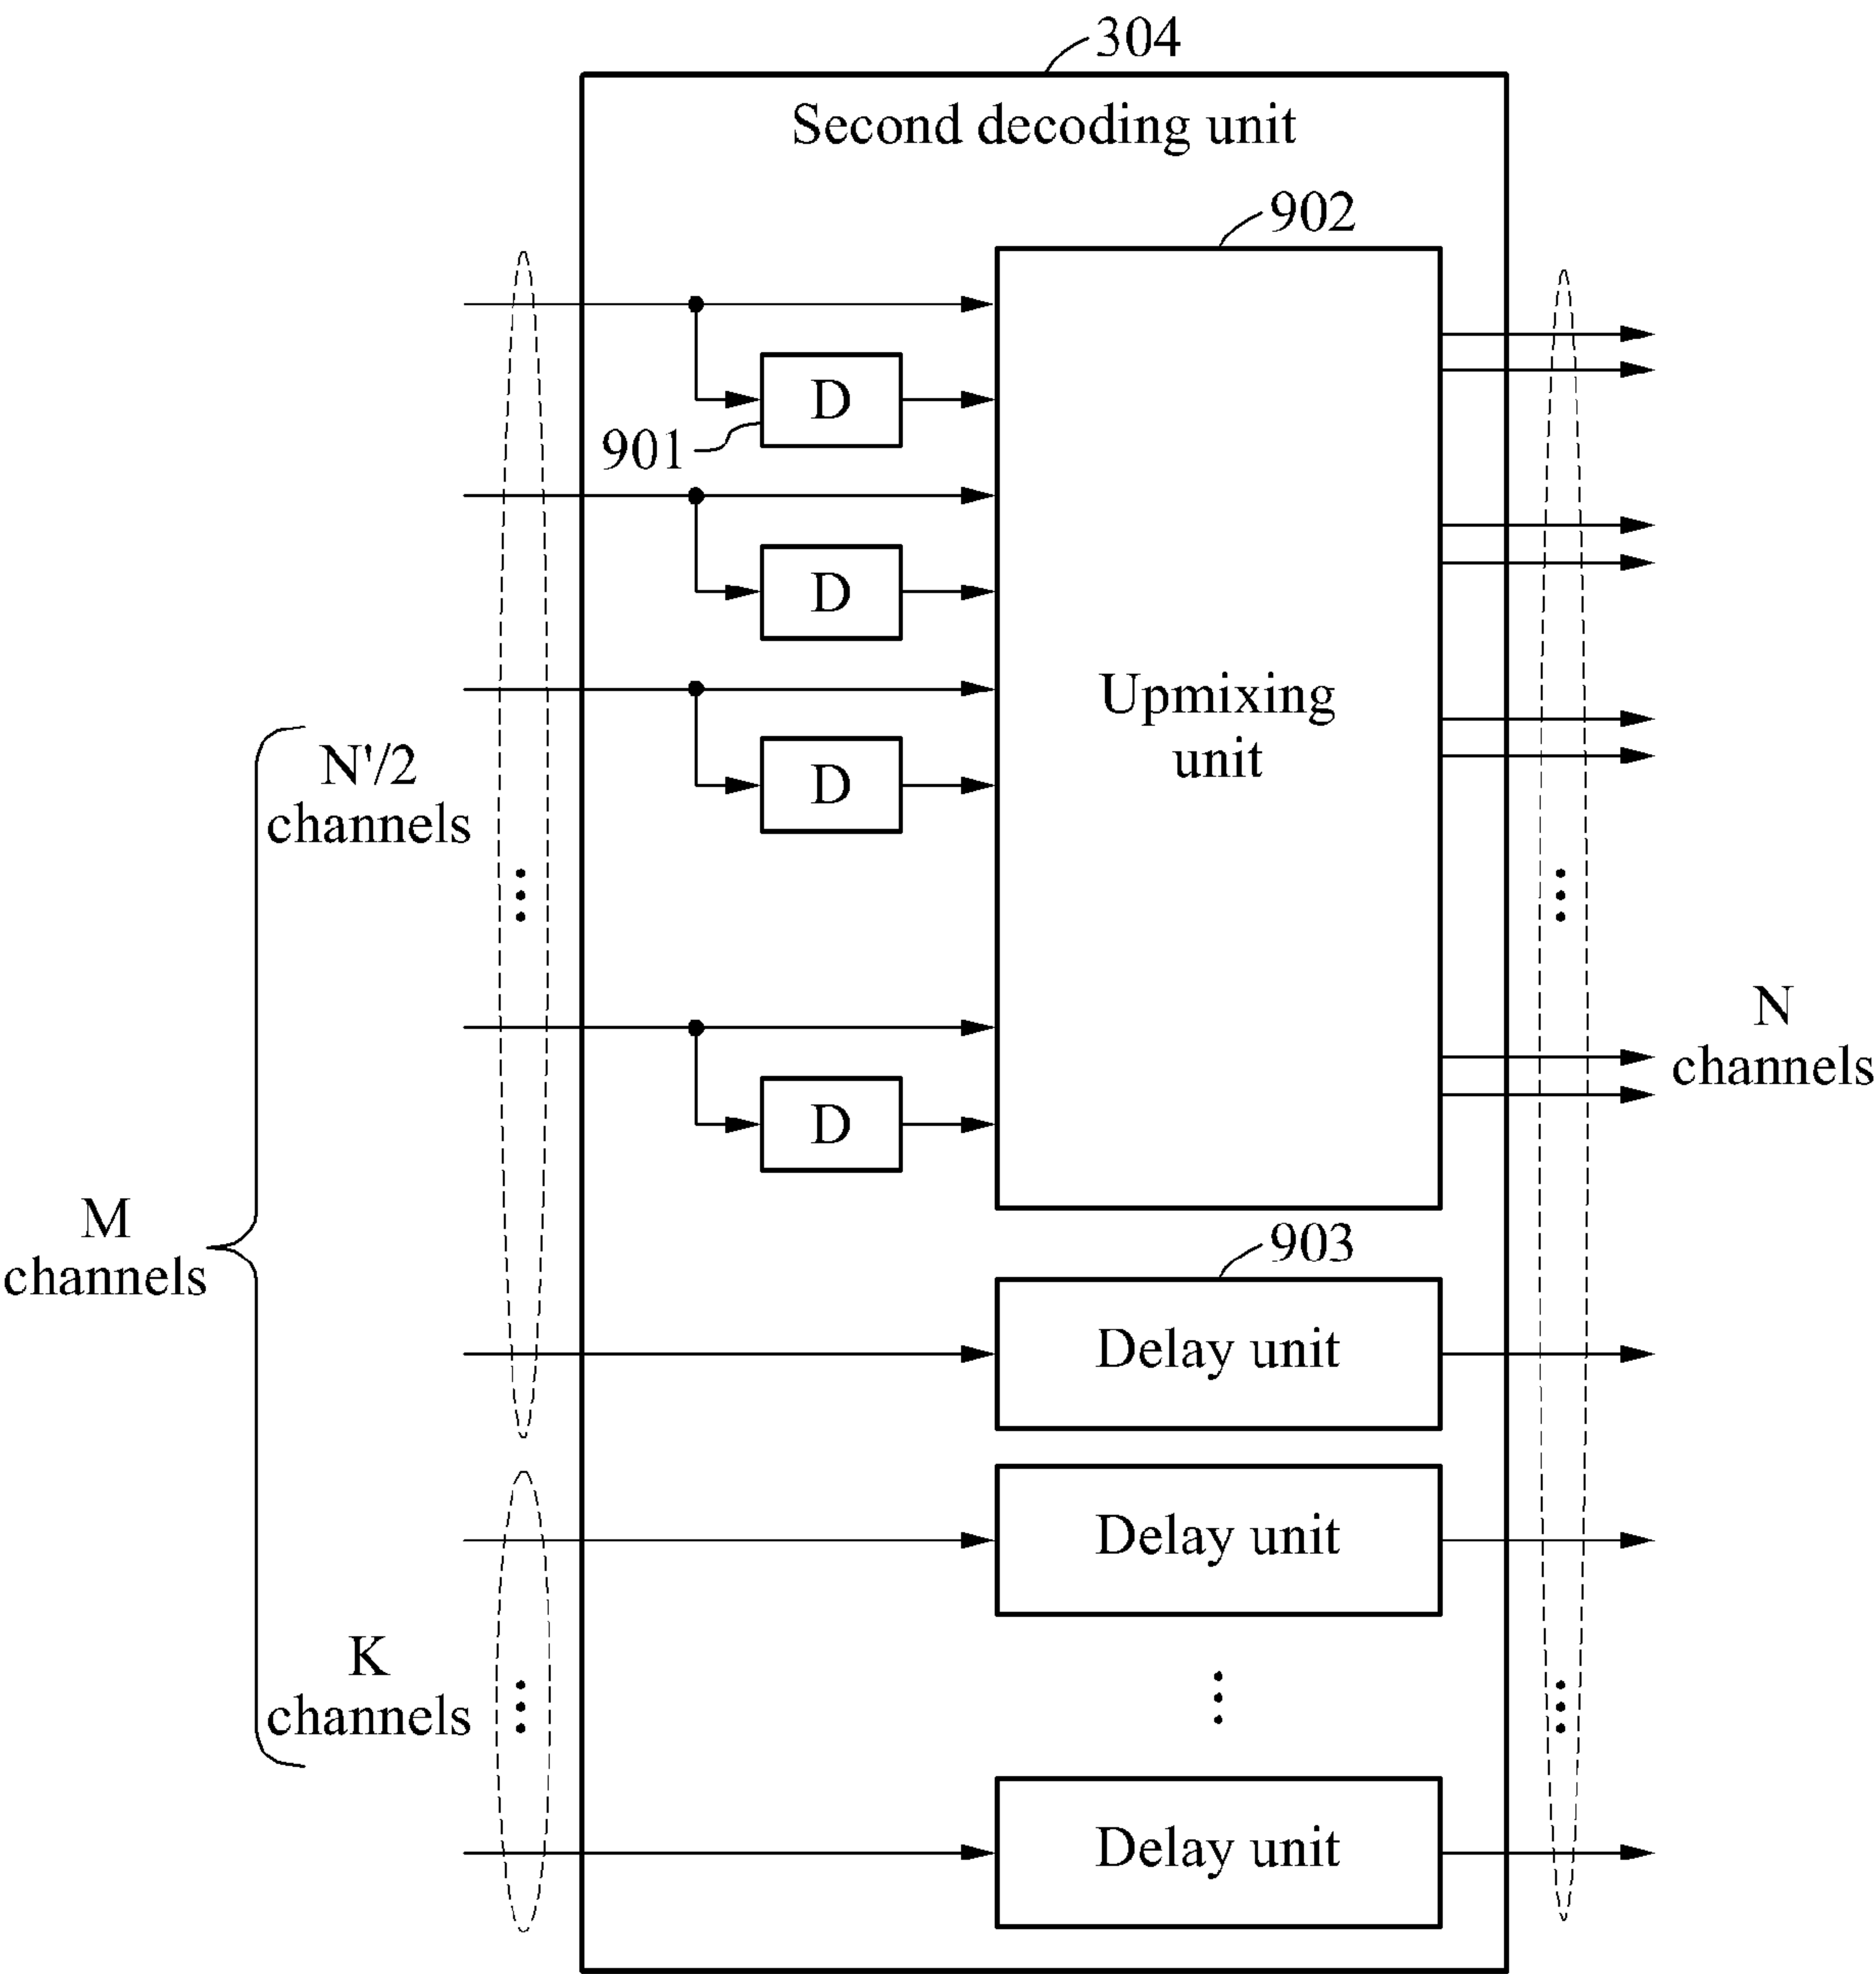 304
Second decoding unit
902
D
901
D
D
Upmixing
unit
N'/2
channels
D
N
channels
M
channels
903
Delay unit
Delay unit
K
channels
Delay unit